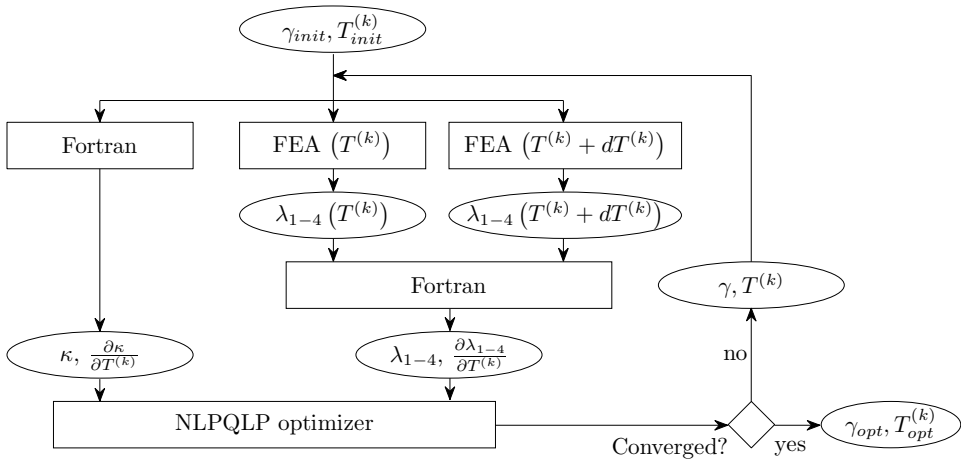 γ_{init}, T^{(k)}_{init}
Fortran
FEA (T^{(k)})
FEA (T^{(k)} + dT^{(k)})
λ_{1−4} (T^{(k)})
λ_{1−4} (T^{(k)} + dT^{(k)})
Fortran
γ, T^{(k)}
κ, ∂κ/∂T^{(k)}
λ_{1−4}, ∂λ_{1−4}/∂T^{(k)}
no
NLPQLP optimizer
Converged?
yes
γ_{opt}, T^{(k)}_{opt}